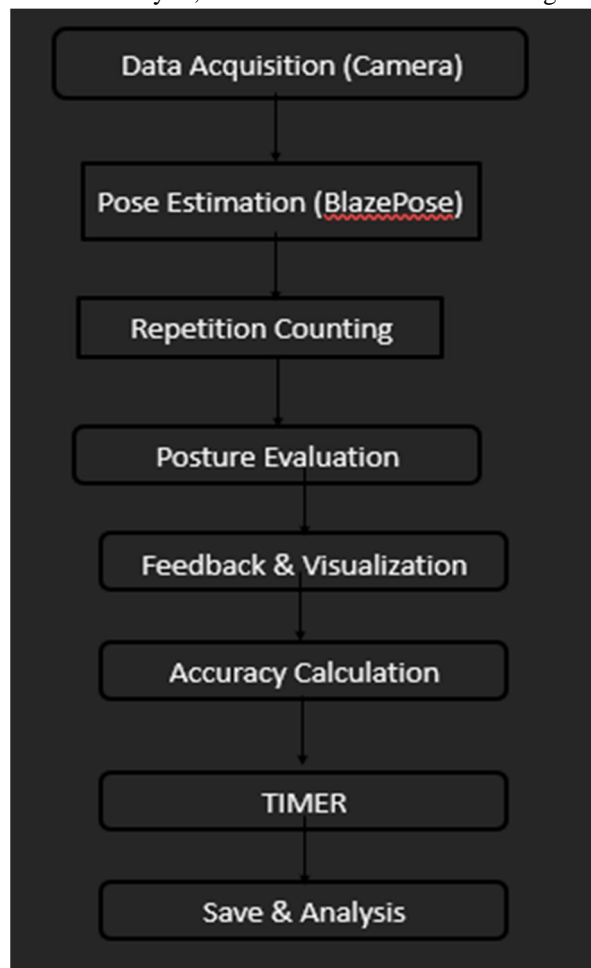 Data Acquisition (Camera)
Pose Estimation (BlazePose)
Repetition Counting
Posture Evaluation
Feedback & Visualization
Accuracy Calculation
TIMER
Save & Analysis